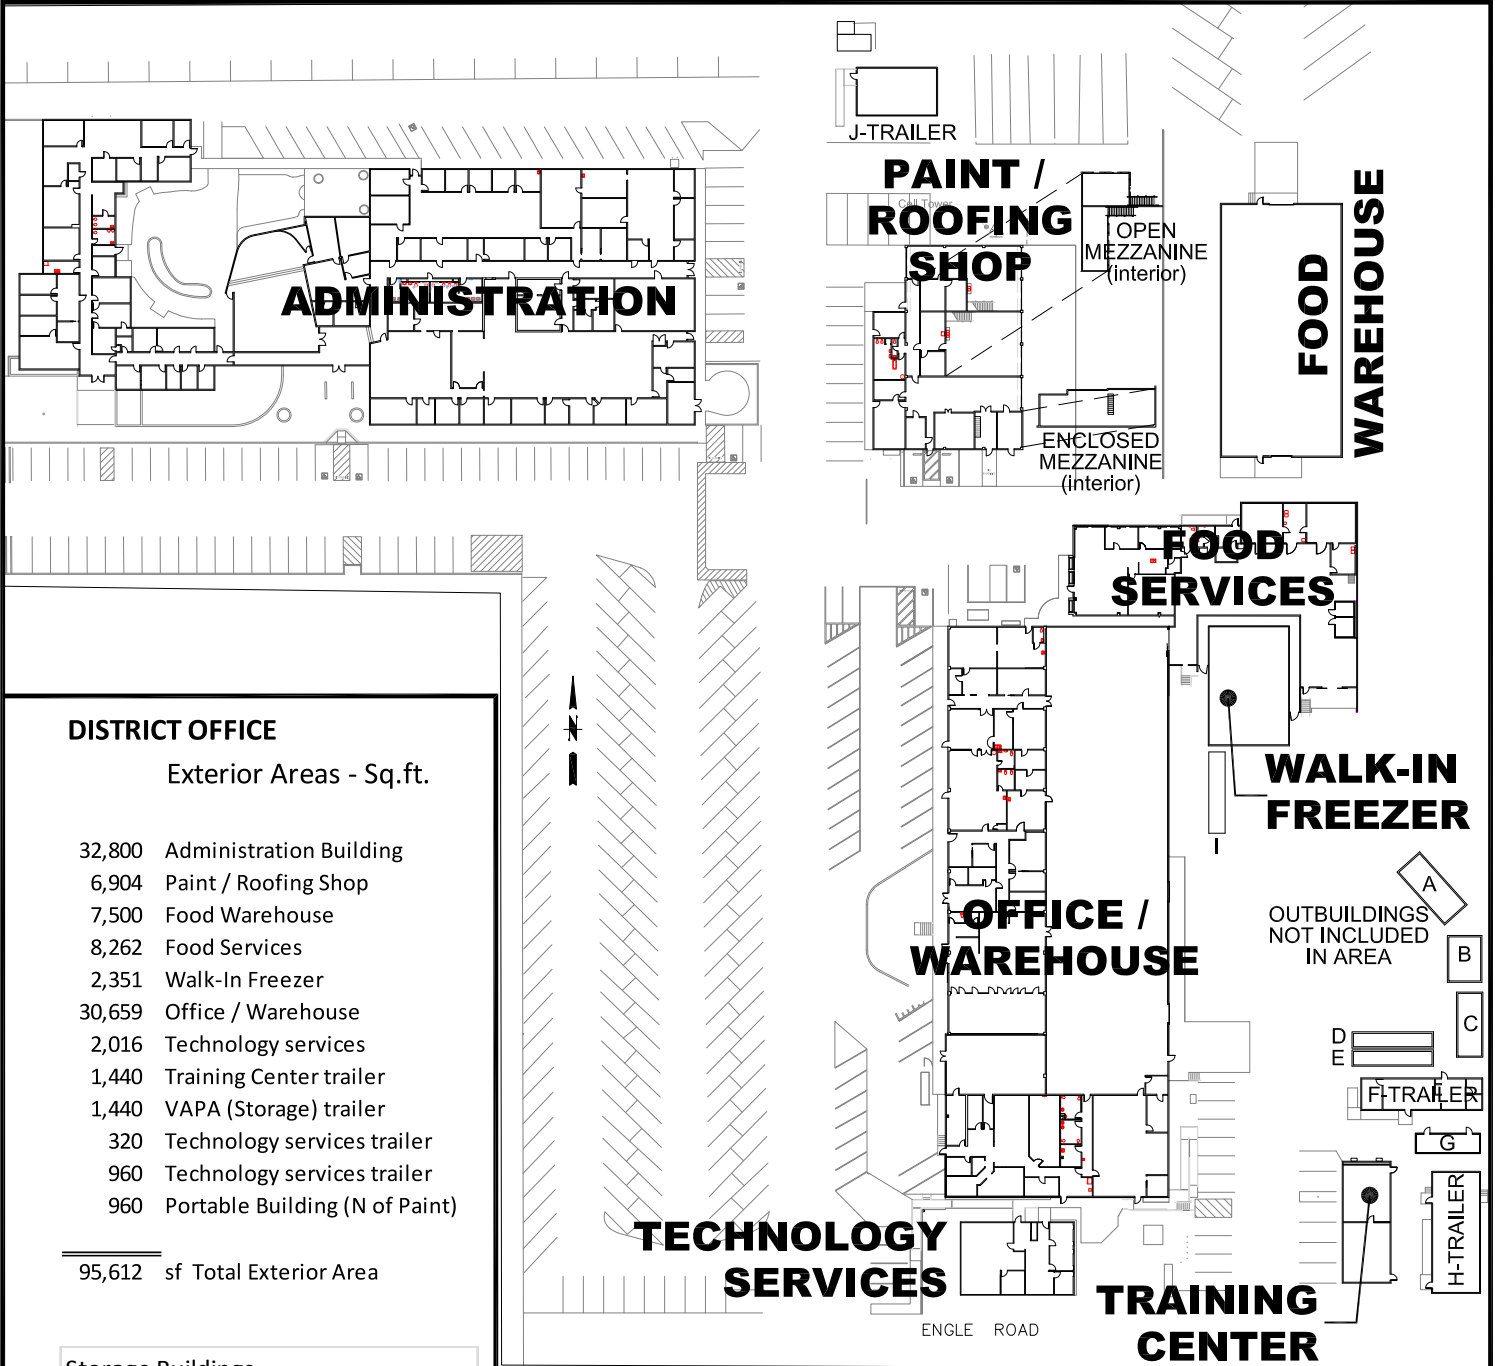 J-TRAILER
PAINT /
ROOFING
SHOP
Cell Tower
OPEN
MEZZANINE
(interior)
FOOD
WAREHOUSE
ADMINISTRATION
ENCLOSED
MEZZANINE
(interior)
FOOD
SERVICES
WALK-IN
FREEZER
I
N
A
OUTBUILDINGS
NOT INCLUDED
IN AREA
B
C
D
E
F-TRAILER
G
H-TRAILER
OFFICE /
WAREHOUSE
TECHNOLOGY
SERVICES
TRAINING
CENTER
ENGLE ROAD
DISTRICT OFFICE
Exterior Areas - Sq.ft.
32,800 Administration Building
6,904 Paint / Roofing Shop
7,500 Food Warehouse
8,262 Food Services
2,351 Walk-In Freezer
30,659 Office / Warehouse
2,016 Technology services
1,440 Training Center trailer
1,440 VAPA (Storage) trailer
320 Technology services trailer
960 Technology services trailer
960 Portable Building (N of Paint)
95,612 sf Total Exterior Area
Storage Buildings